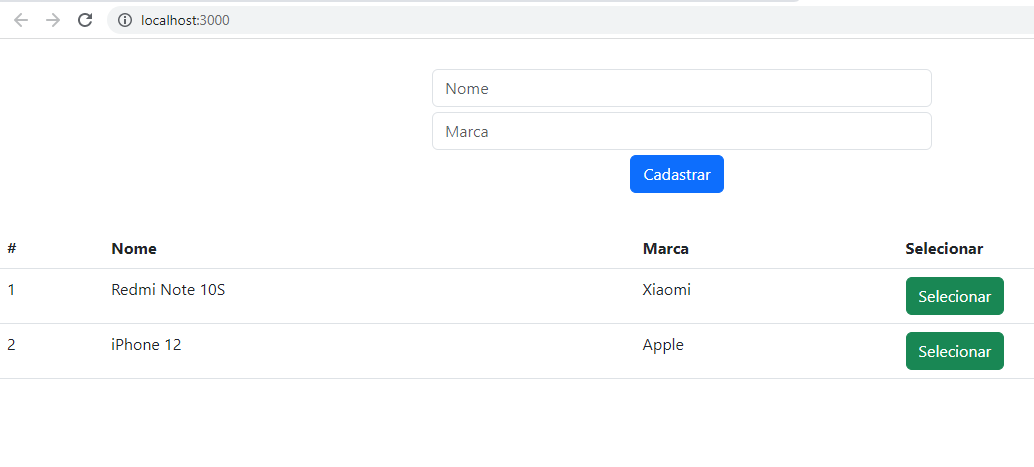 localhost:3000
Nome
Marca
Cadastrar
# Nome Marca Selecionar
1 Redmi Note 10S Xiaomi Selecionar
2 iPhone 12 Apple Selecionar